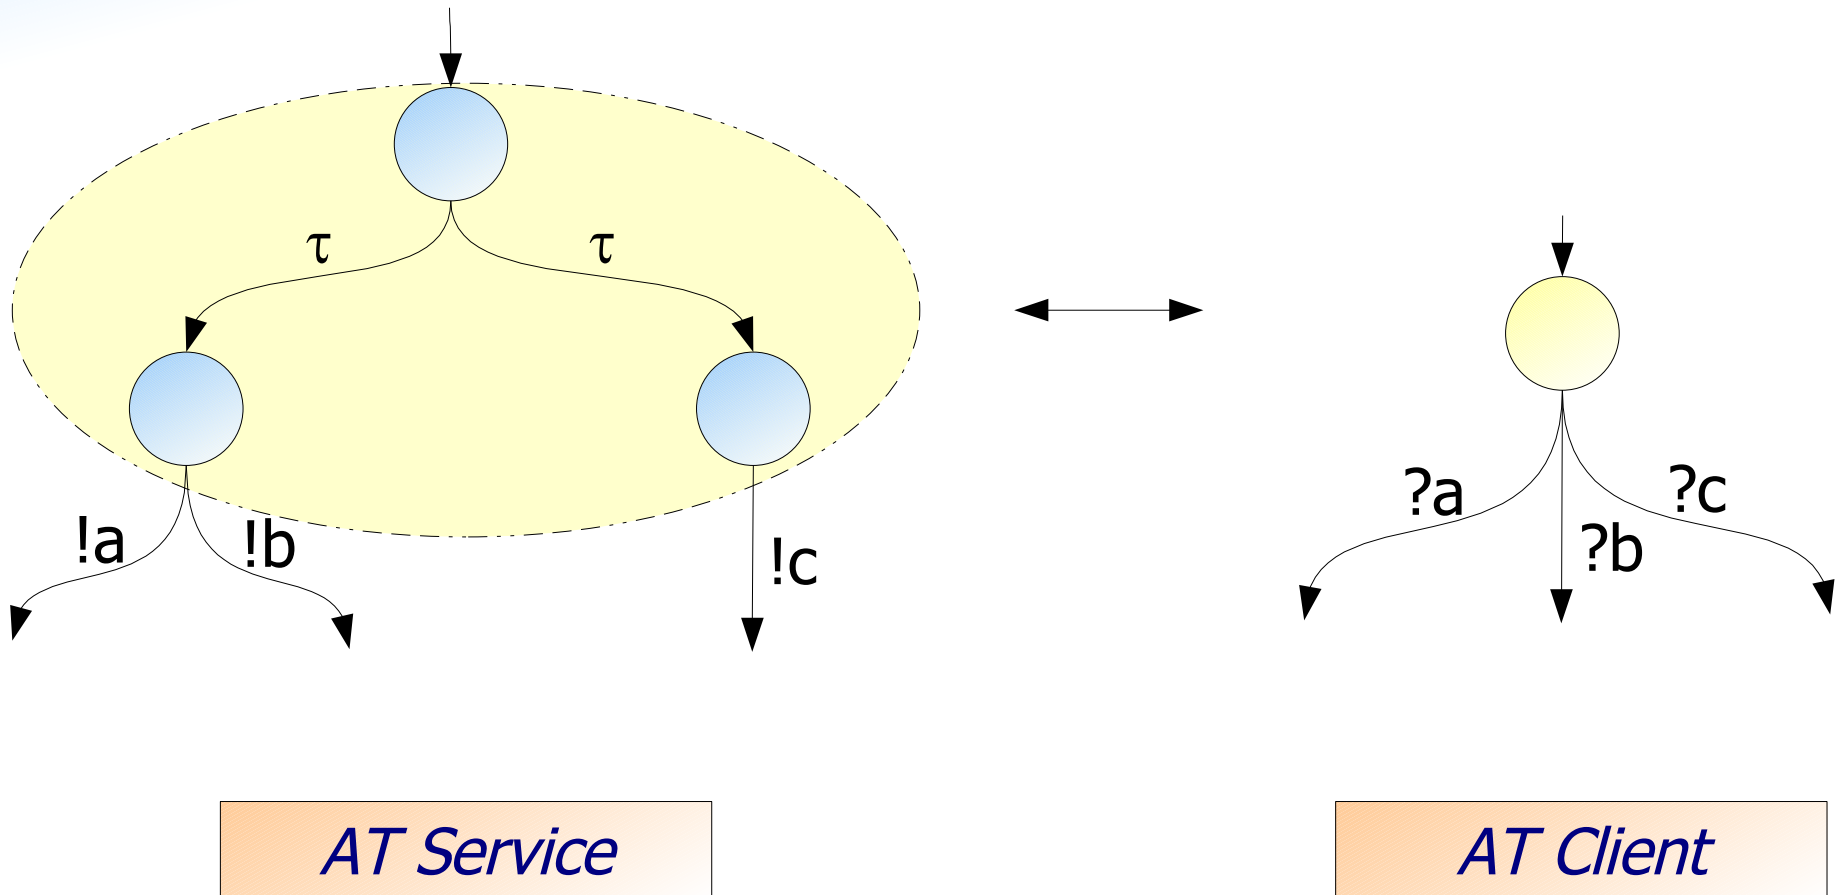 τ
τ
!a
!b
!c
?a
?b
?c
AT Service
AT Client